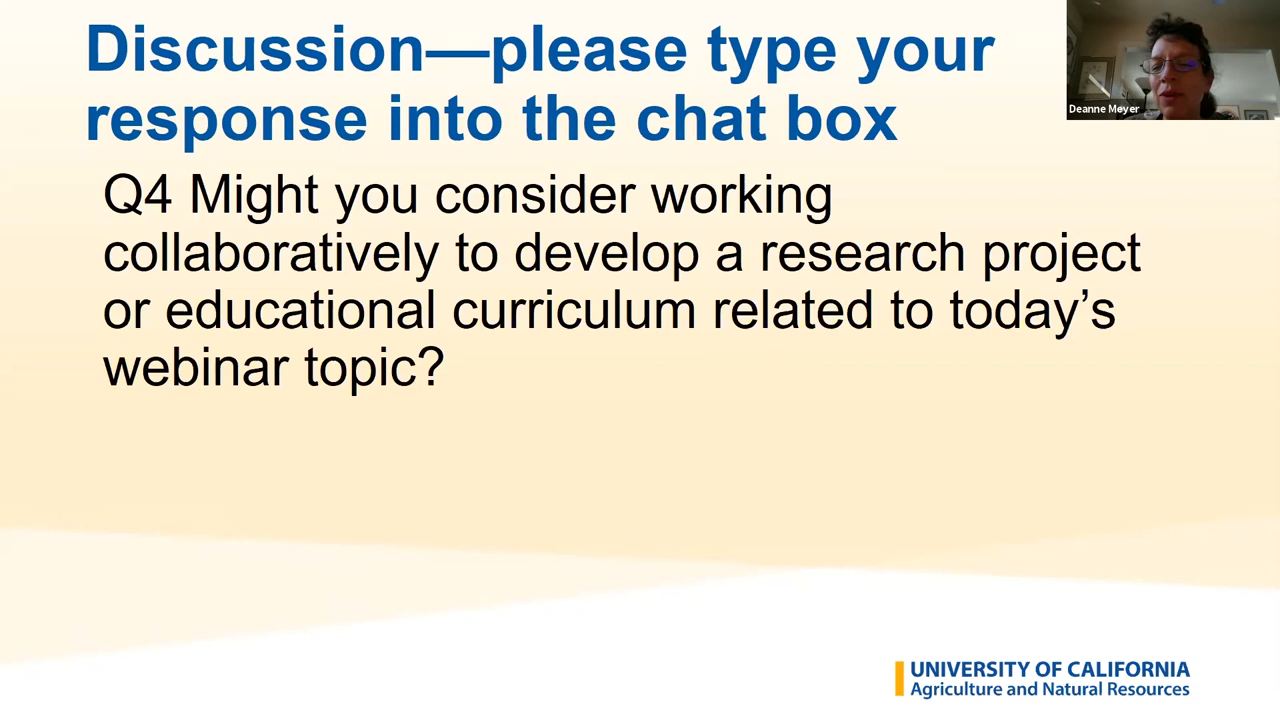 Discussion—please type your
response into the chat box
Deanne Meyer
Q4 Might you consider working
collaboratively to develop a research project
or educational curriculum related to today’s
webinar topic?
UNIVERSITY OF CALIFORNIA
Agriculture and Natural Resources